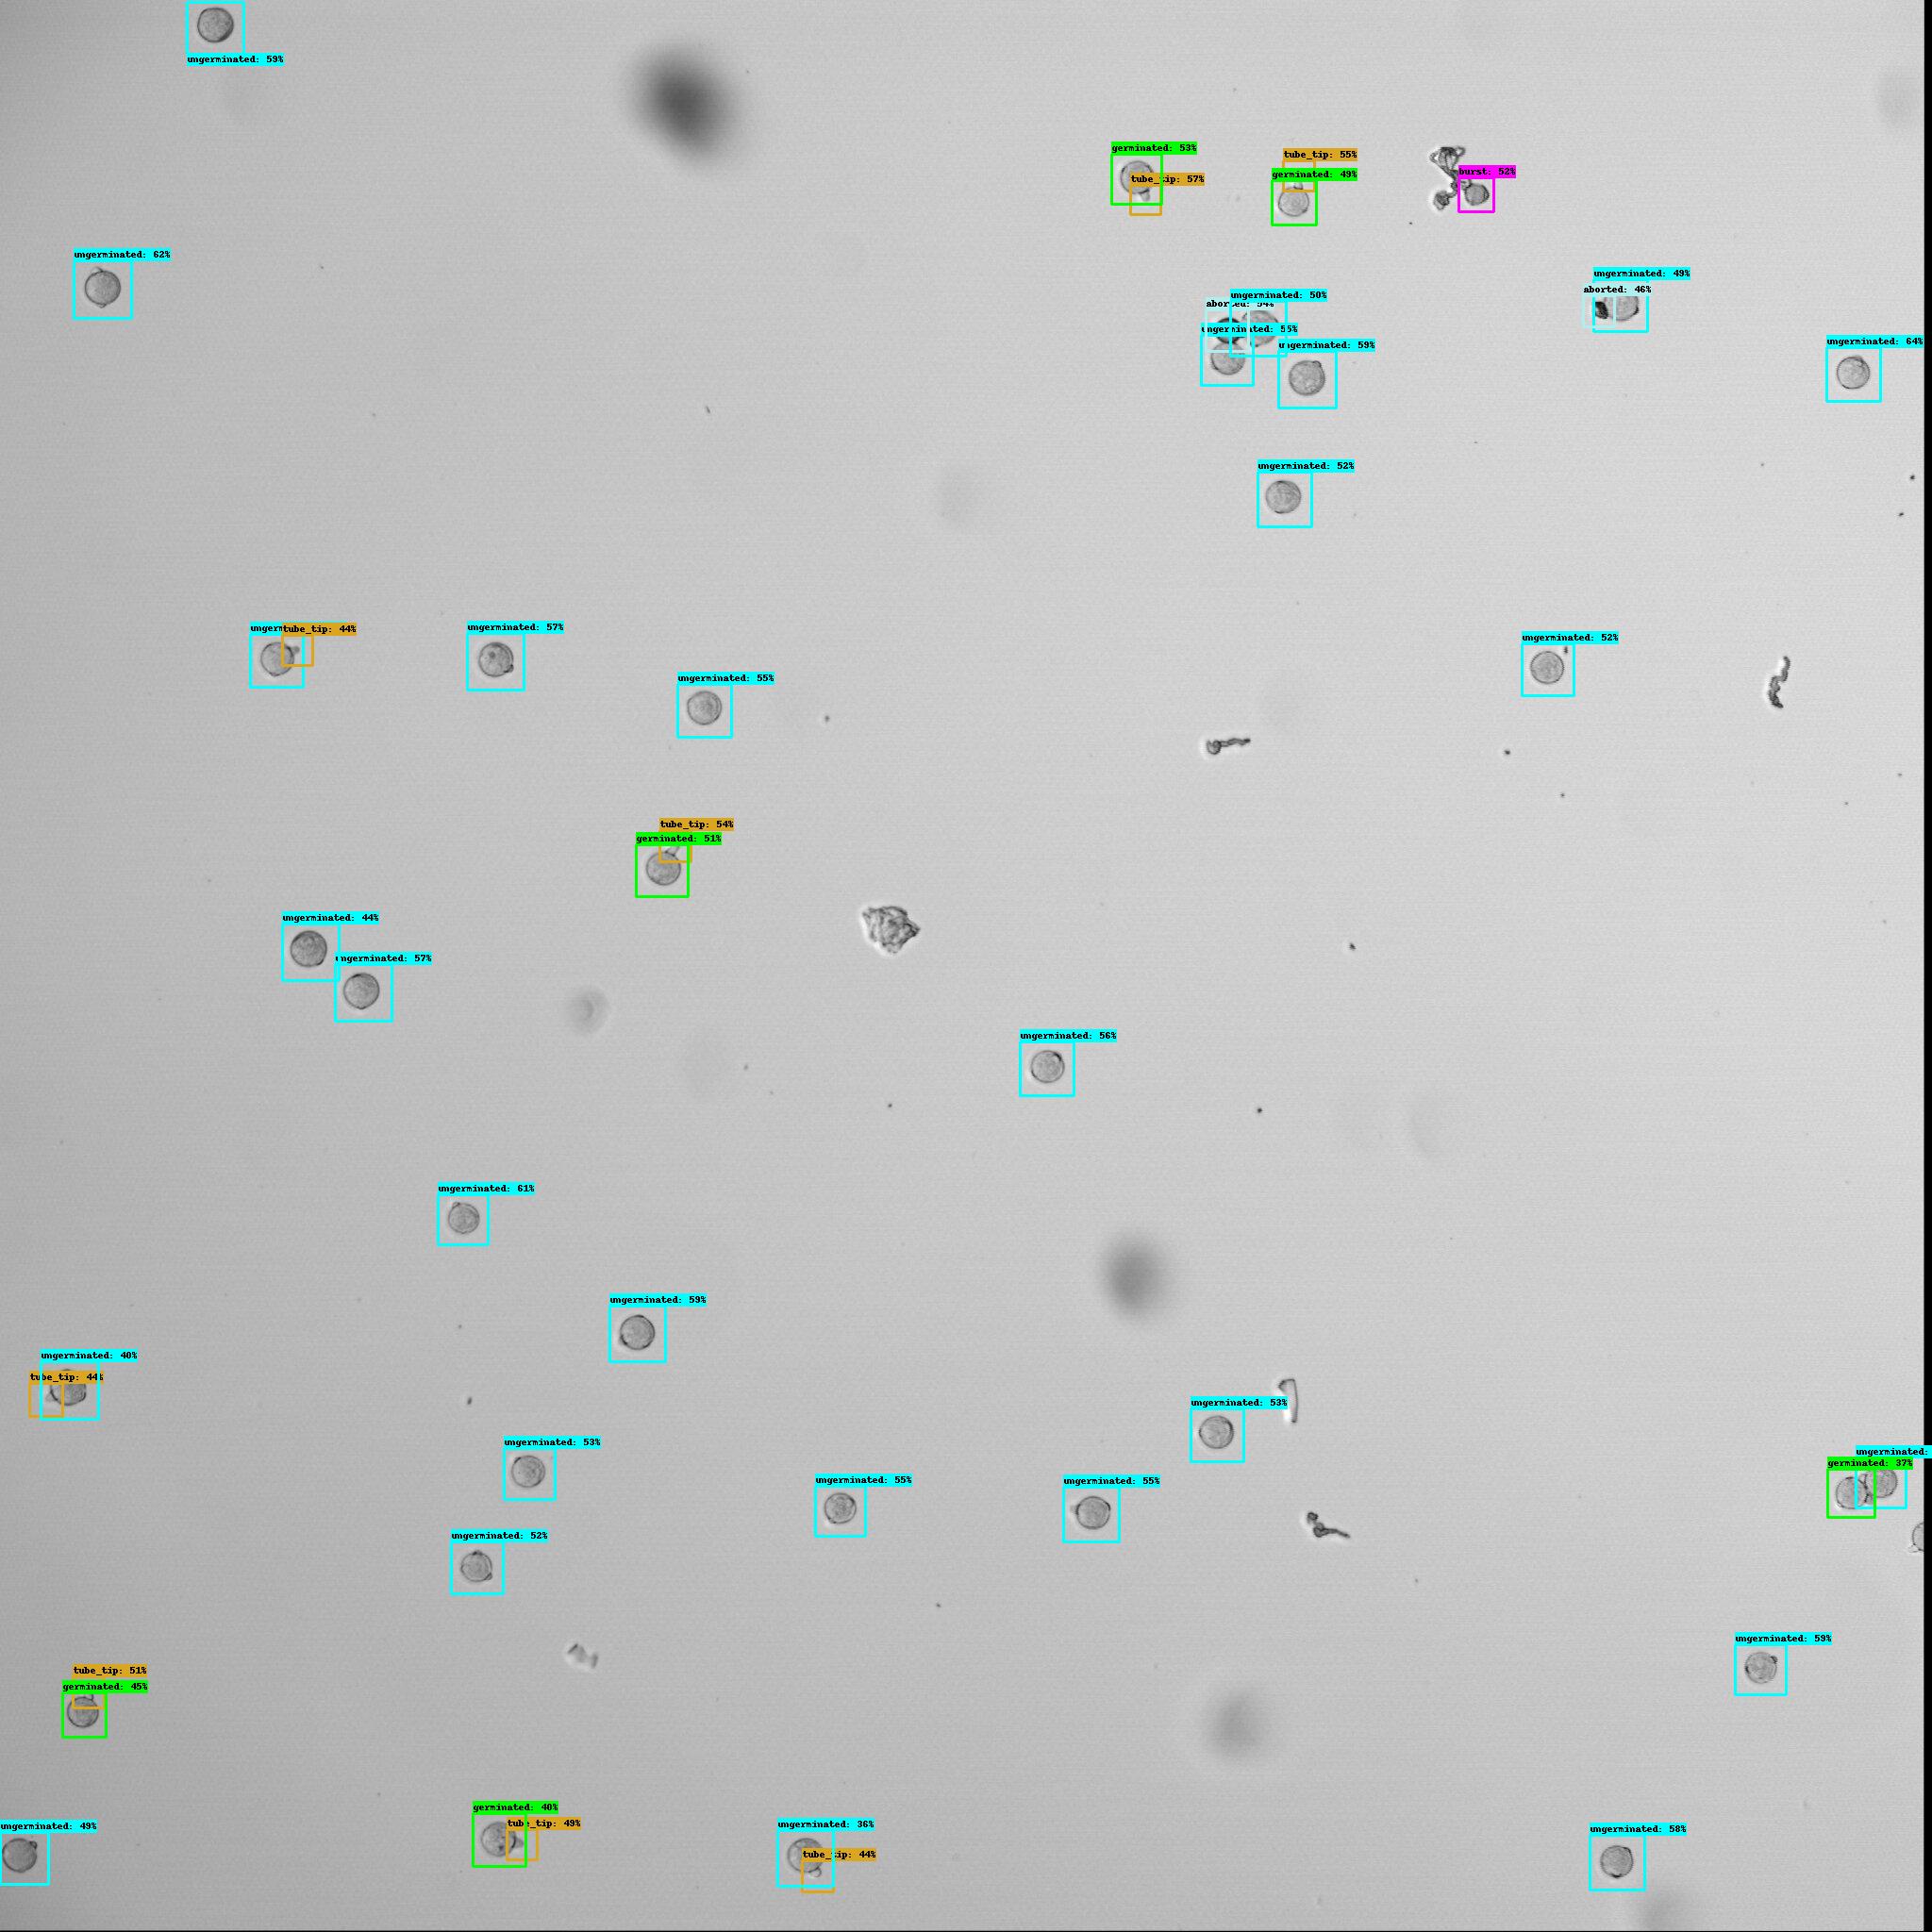 ungerminated: 59%
germinated: 53%
tube_tip: 55%
burst: 52%
germinated: 49%
tube_tip: 57%
ungerminated: 62%
ungerminated: 49%
aborted: 46%
ungerminated: 50%
ungerminated: 55%
ungerminated: 59%
ungerminated: 64%
ungerminated: 52%
tube_tip: 44%
ungerminated: 57%
ungerminated: 52%
ungerminated: 55%
tube_tip: 54%
germinated: 51%
ungerminated: 44%
ungerminated: 57%
ungerminated: 56%
ungerminated: 61%
ungerminated: 59%
ungerminated: 40%
tube_tip: 44%
ungerminated: 53%
ungerminated: 53%
ungerminated:
germinated: 37%
ungerminated: 55%
ungerminated: 55%
ungerminated: 52%
ungerminated: 59%
tube_tip: 51%
germinated: 45%
germinated: 40%
tube_tip: 49%
ungerminated: 49%
ungerminated: 36%
ungerminated: 58%
tube_tip: 44%